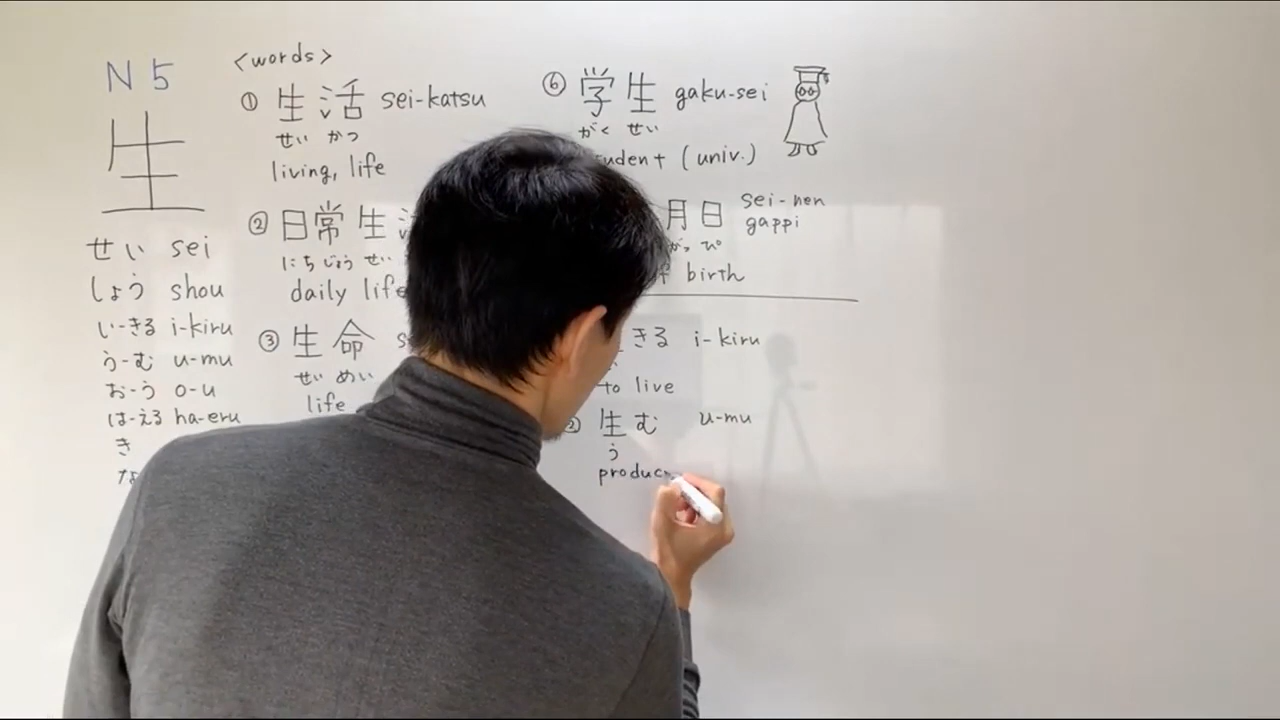 N5
生
せい sei
しょう shou
い-きる i-kiru
う-む u-mu
お-う o-u
は-える ha-eru
き
な
<words>
① 生活 sei-katsu
せい かつ
living, life
② 日常生活
にちじょうせい
daily life
③ 生命 s
せい めい
life
⑥ 学生 gaku-sei
がく せい
udent (univ.)
月日 sei-nen
gappi
がっ ぴ
f birth
きる i-kiru
to live
② 生む u-mu
う
produc